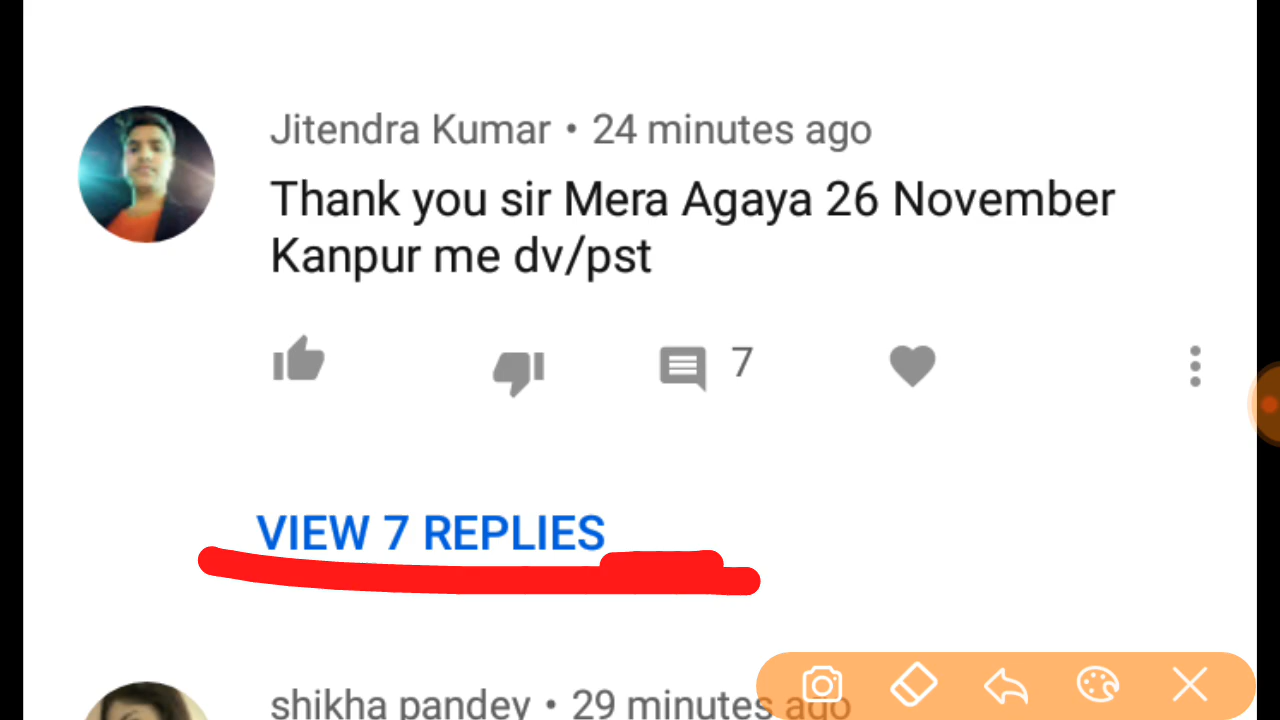 Jitendra Kumar • 24 minutes ago
Thank you sir Mera Agaya 26 November
Kanpur me dv/pst
7
VIEW 7 REPLIES
shikha pandey • 29 minutes ago